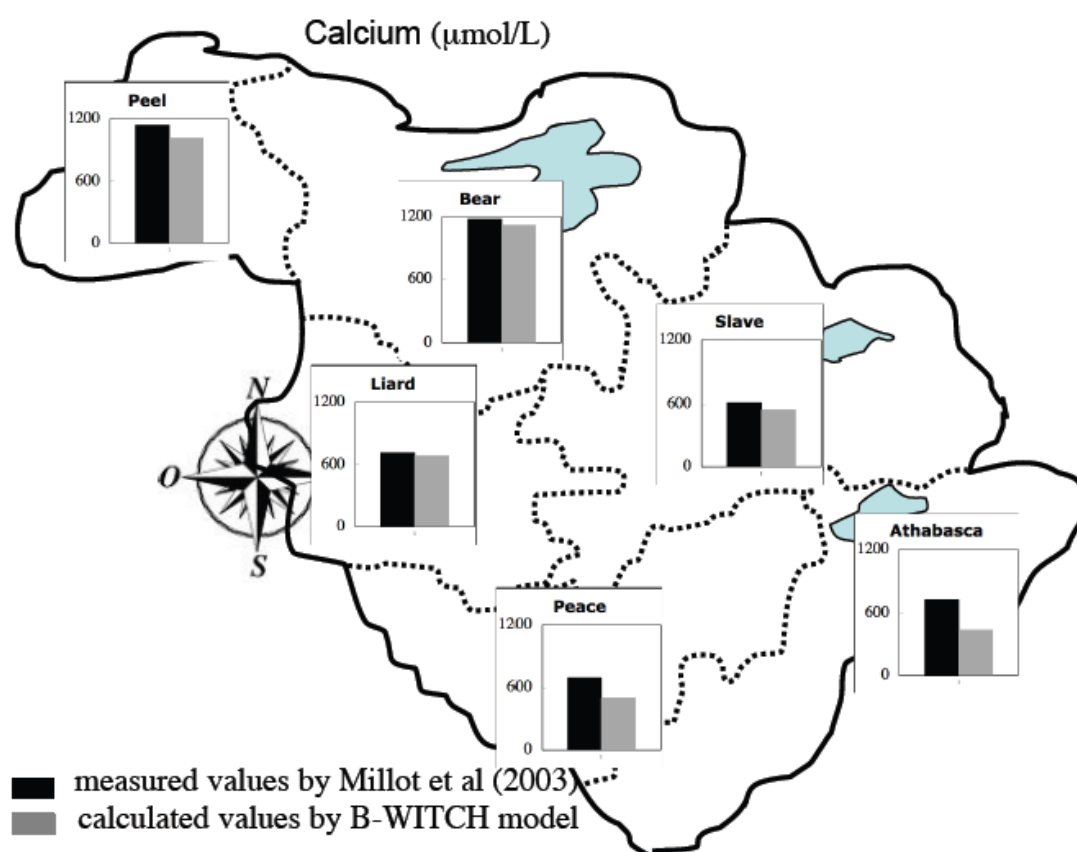 Calcium (µmol/L)
Peel
1200
600
0
Bear
1200
600
0
Slave
1200
600
0
Liard
1200
600
0
N
O
S
Athabasca
1200
600
0
Peace
1200
600
0
measured values by Millot et al (2003)
calculated values by B-WITCH model